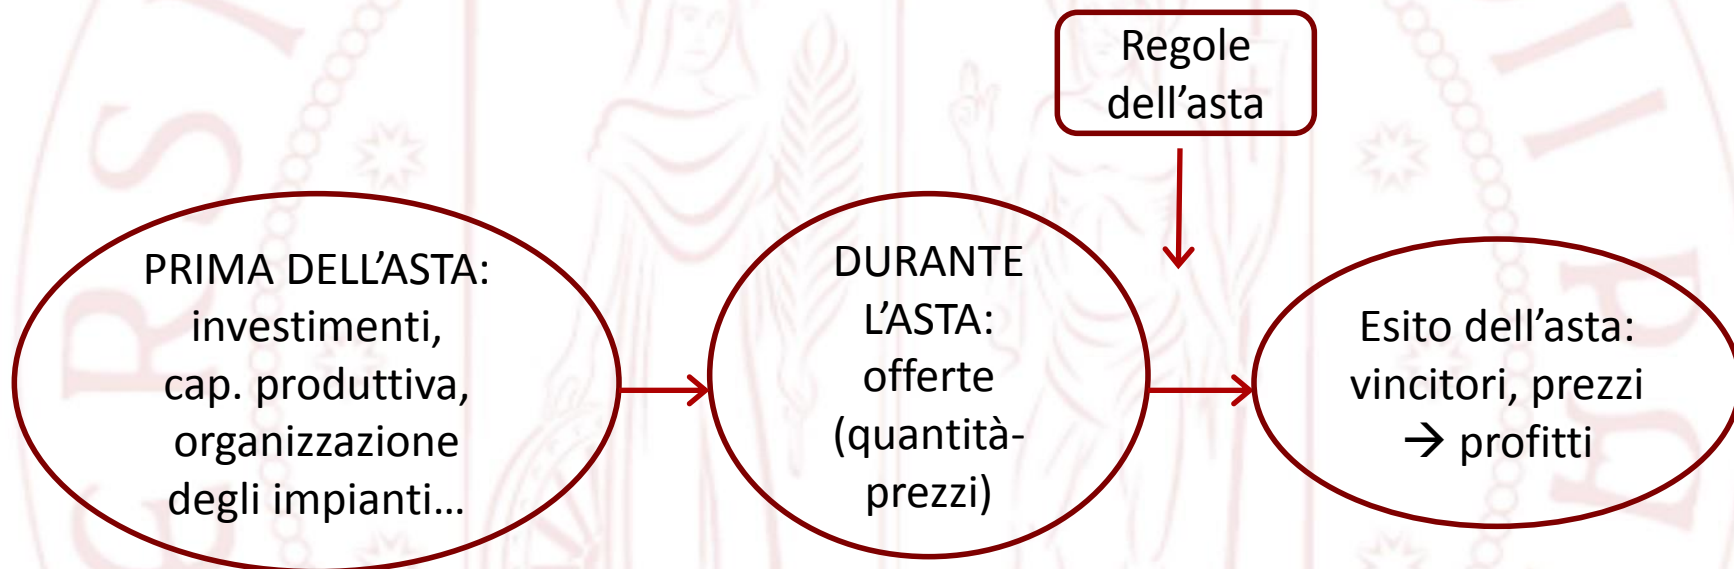 Regole
dell'asta
PRIMA DELL'ASTA:
investimenti,
cap. produttiva,
organizzazione
degli impianti…
DURANTE
L'ASTA:
offerte
(quantità-
prezzi)
Esito dell'asta:
vincitori, prezzi
→ profitti